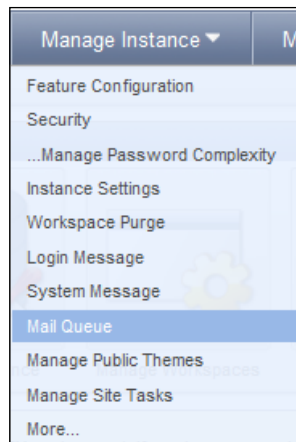 Manage Instance M
Feature Configuration
Security
...Manage Password Complexity
Instance Settings
Workspace Purge
Login Message
System Message
Mail Queue
Manage Public Themes
Manage Site Tasks
More...